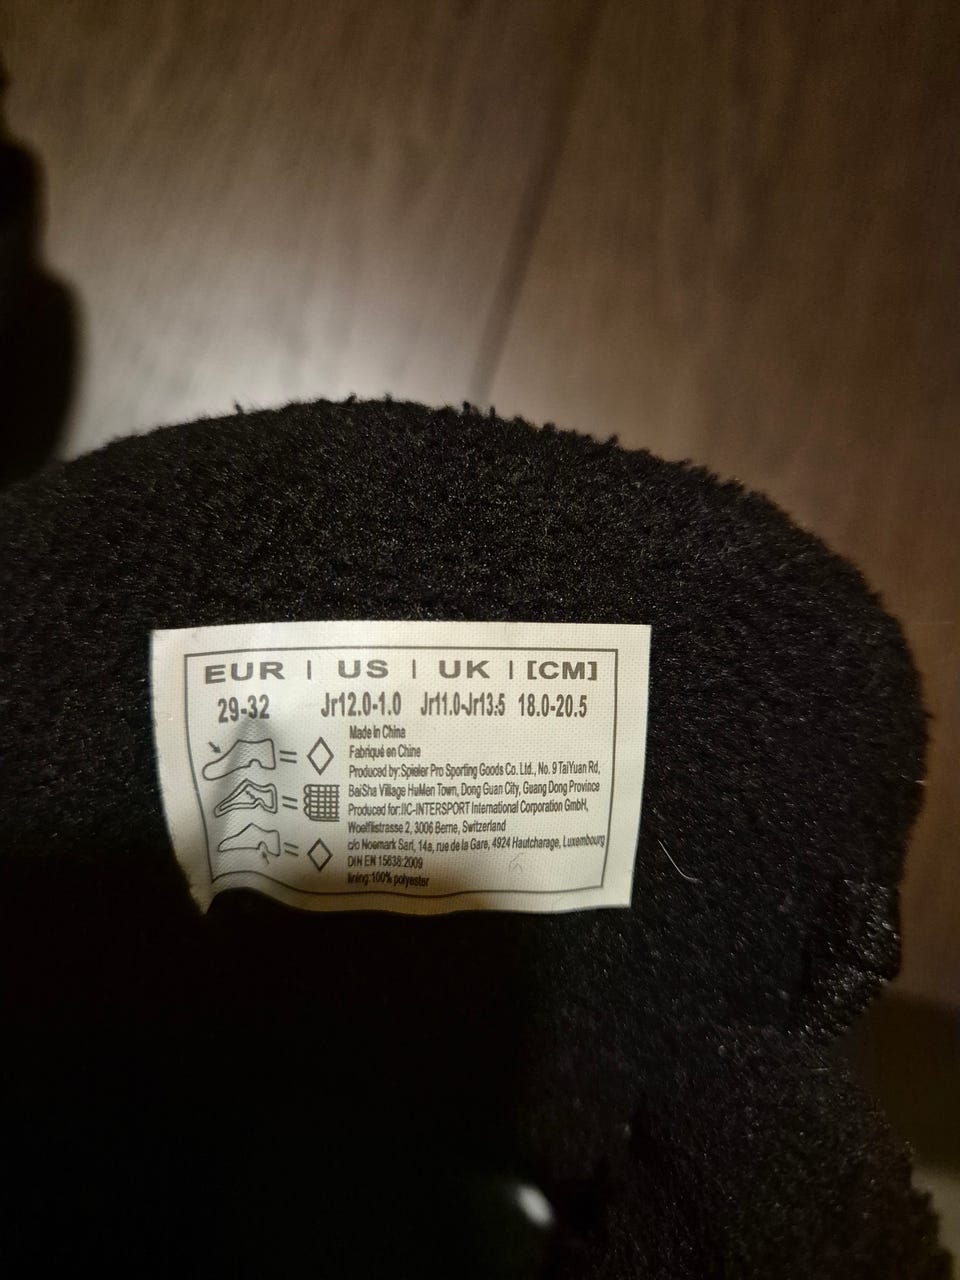 EUR | US | UK | [CM]
29-32 Jr12.0-1.0 Jr11.0-Jr13.5 18.0-20.5
Made in China
Fabriqué en Chine
Produced by:Spieler Pro Sporting Goods Co. Ltd., No. 9 TaiYuan Rd,
BaiSha Village HuMen Town, Dong Guan City, Guang Dong Province
Produced for:IIC-INTERSPORT International Corporation GmbH,
Woelflistrasse 2, 3006 Berne, Switzerland
c/o Noemark Sarl, 14a, rue de la Gare, 4924 Hautcharage, Luxembourg
DIN EN 15638:2009
lining:100% polyester